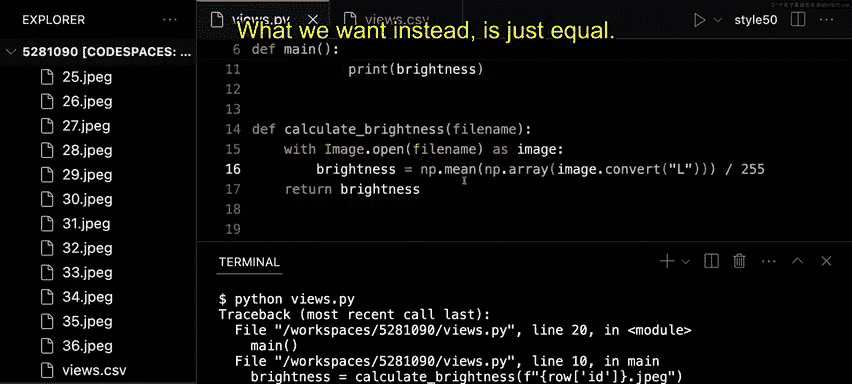 EXPLORER
views.py
views.csv
style50
What we want instead, is just equal.
5281090 [CODESPACES: ...
25.jpeg
26.jpeg
27.jpeg
28.jpeg
29.jpeg
30.jpeg
31.jpeg
32.jpeg
33.jpeg
34.jpeg
35.jpeg
36.jpeg
views.csv
6 def main():
11 print(brightness)
12
13
14 def calculate_brightness(filename):
15 with Image.open(filename) as image:
16 brightness = np.mean(np.array(image.convert("L"))) / 255
17 return brightness
18
19
TERMINAL
$ python views.py
Traceback (most recent call last):
File "/workspaces/5281090/views.py", line 20, in <module>
main()
File "/workspaces/5281090/views.py", line 10, in main
brightness = calculate_brightness(f"{row['id']}.jpeg")